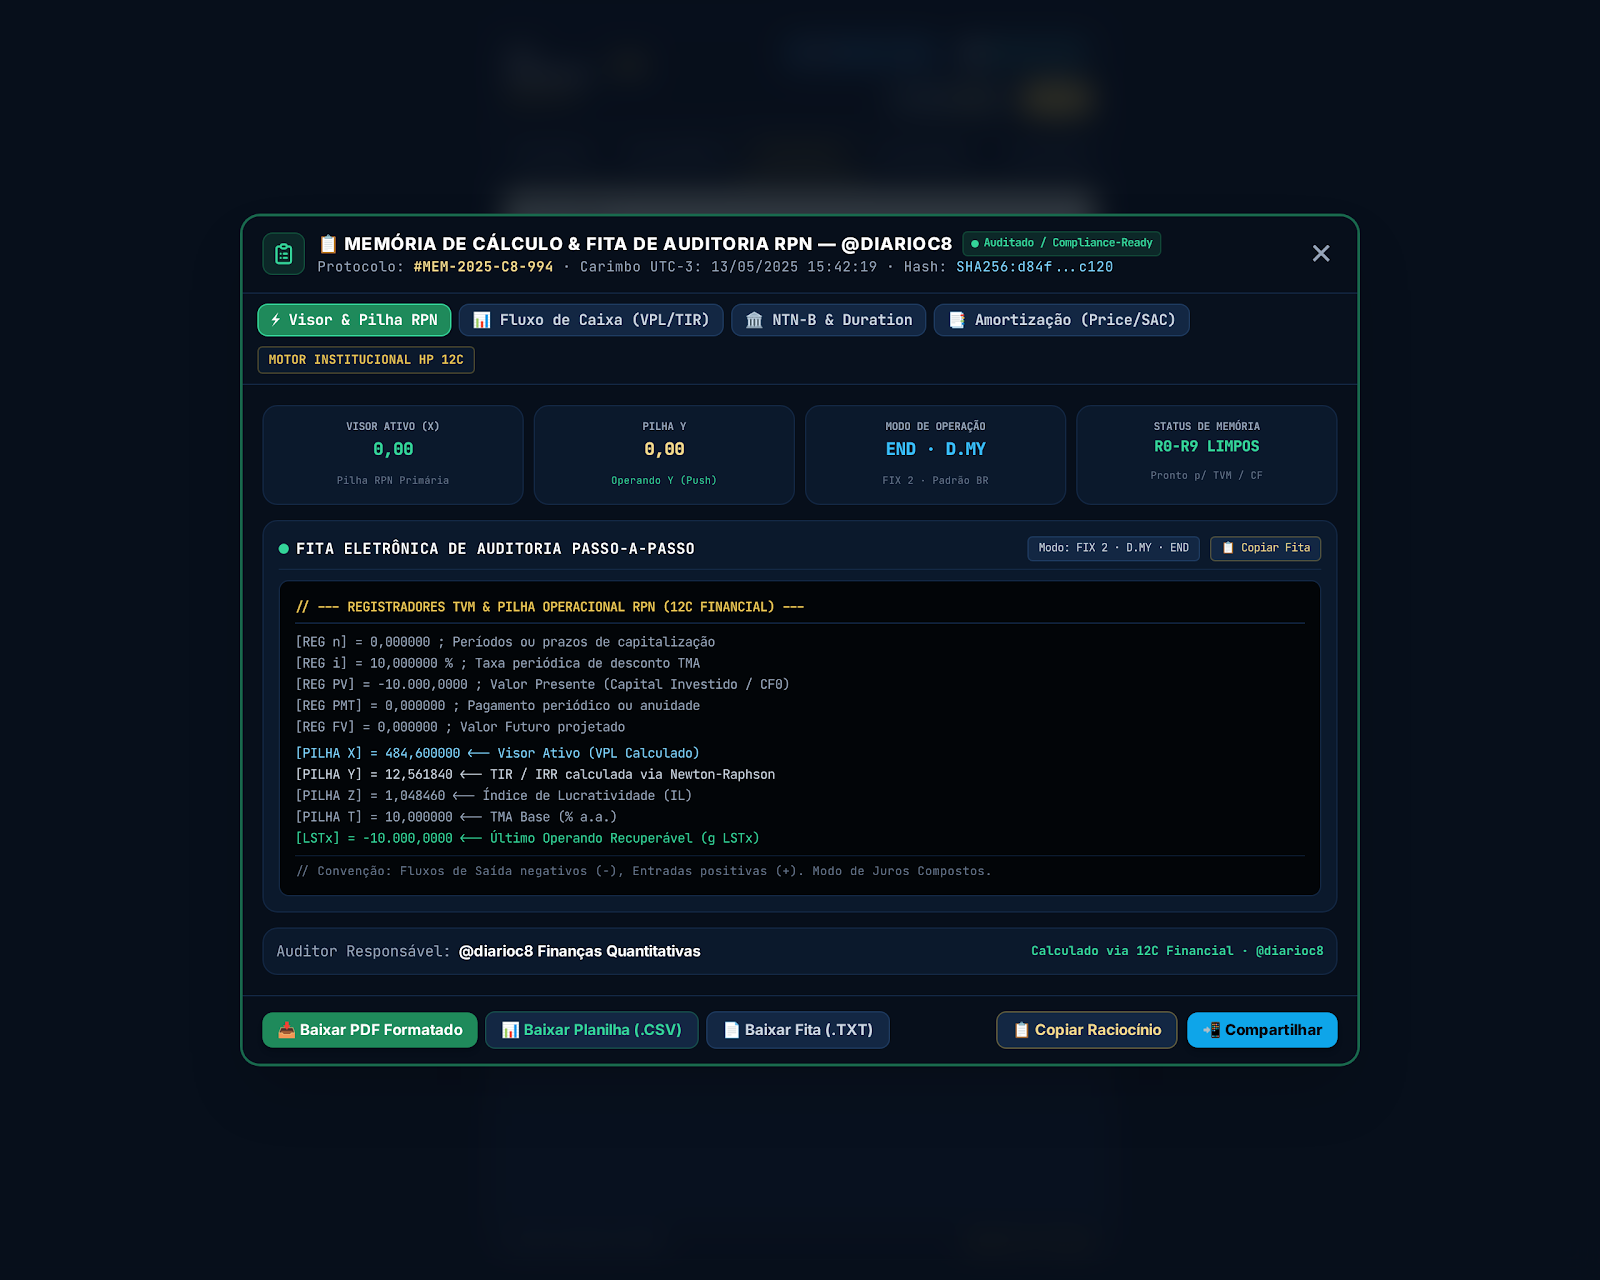 📋 MEMÓRIA DE CÁLCULO & FITA DE AUDITORIA RPN — @DIARIOC8
● Auditado / Compliance-Ready
Protocolo: #MEM-2025-C8-994 · Carimbo UTC-3: 13/05/2025 15:42:19 · Hash: SHA256:d84f...c120
⚡ Visor & Pilha RPN
📊 Fluxo de Caixa (VPL/TIR)
🏛️ NTN-B & Duration
📑 Amortização (Price/SAC)
MOTOR INSTITUCIONAL HP 12C
VISOR ATIVO (X)
0,00
Pilha RPN Primária
PILHA Y
0,00
Operando Y (Push)
MODO DE OPERAÇÃO
END · D.MY
FIX 2 · Padrão BR
STATUS DE MEMÓRIA
R0-R9 LIMPOS
Pronto p/ TVM / CF
● FITA ELETRÔNICA DE AUDITORIA PASSO-A-PASSO
Modo: FIX 2 · D.MY · END
📋 Copiar Fita
// --- REGISTRADORES TVM & PILHA OPERACIONAL RPN (12C FINANCIAL) ---
[REG n] = 0,000000 ; Períodos ou prazos de capitalização
[REG i] = 10,000000 % ; Taxa periódica de desconto TMA
[REG PV] = -10.000,0000 ; Valor Presente (Capital Investido / CF0)
[REG PMT] = 0,000000 ; Pagamento periódico ou anuidade
[REG FV] = 0,000000 ; Valor Futuro projetado
[PILHA X] = 484,600000 <-- Visor Ativo (VPL Calculado)
[PILHA Y] = 12,561840 <-- TIR / IRR calculada via Newton-Raphson
[PILHA Z] = 1,048460 <-- Índice de Lucratividade (IL)
[PILHA T] = 10,000000 <-- TMA Base (% a.a.)
[LSTx] = -10.000,0000 <-- Último Operando Recuperável (g LSTx)
// Convenção: Fluxos de Saída negativos (-), Entradas positivas (+). Modo de Juros Compostos.
Auditor Responsável: @diarioc8 Finanças Quantitativas
Calculado via 12C Financial · @diarioc8
📥 Baixar PDF Formatado
📊 Baixar Planilha (.CSV)
📄 Baixar Fita (.TXT)
📋 Copiar Raciocínio
📲 Compartilhar